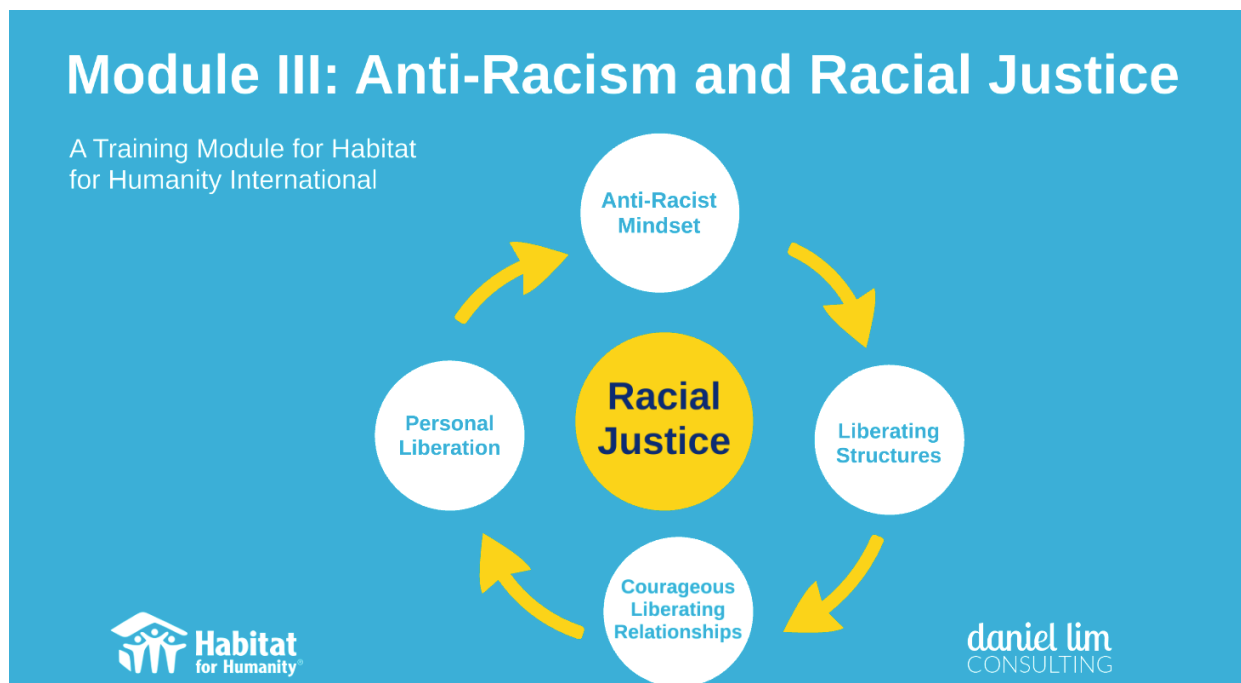 Module III: Anti-Racism and Racial Justice
A Training Module for Habitat
for Humanity International
Anti-Racist
Mindset
Racial
Justice
Personal
Liberation
Liberating
Structures
Courageous
Liberating
Relationships
Habitat
for Humanity®
daniel lim
CONSULTING